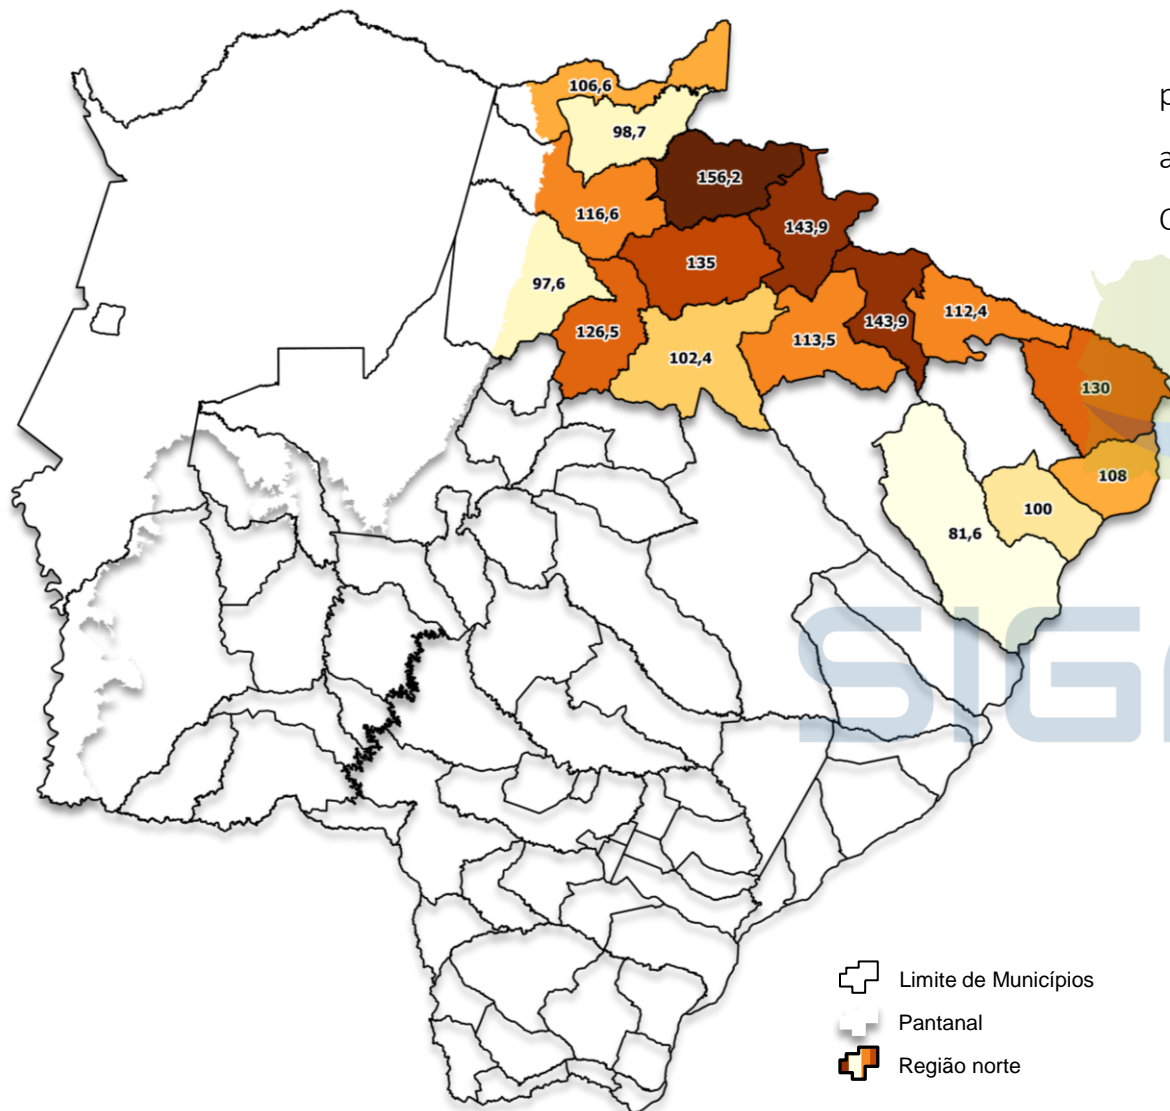 106,6
p
98,7
a
156,2
116,6
C
143,9
135
97,6
112,4
143,9
126,5
113,5
102,4
130
108
100
81,6
SIG
Limite de Municípios
Pantanal
Região norte